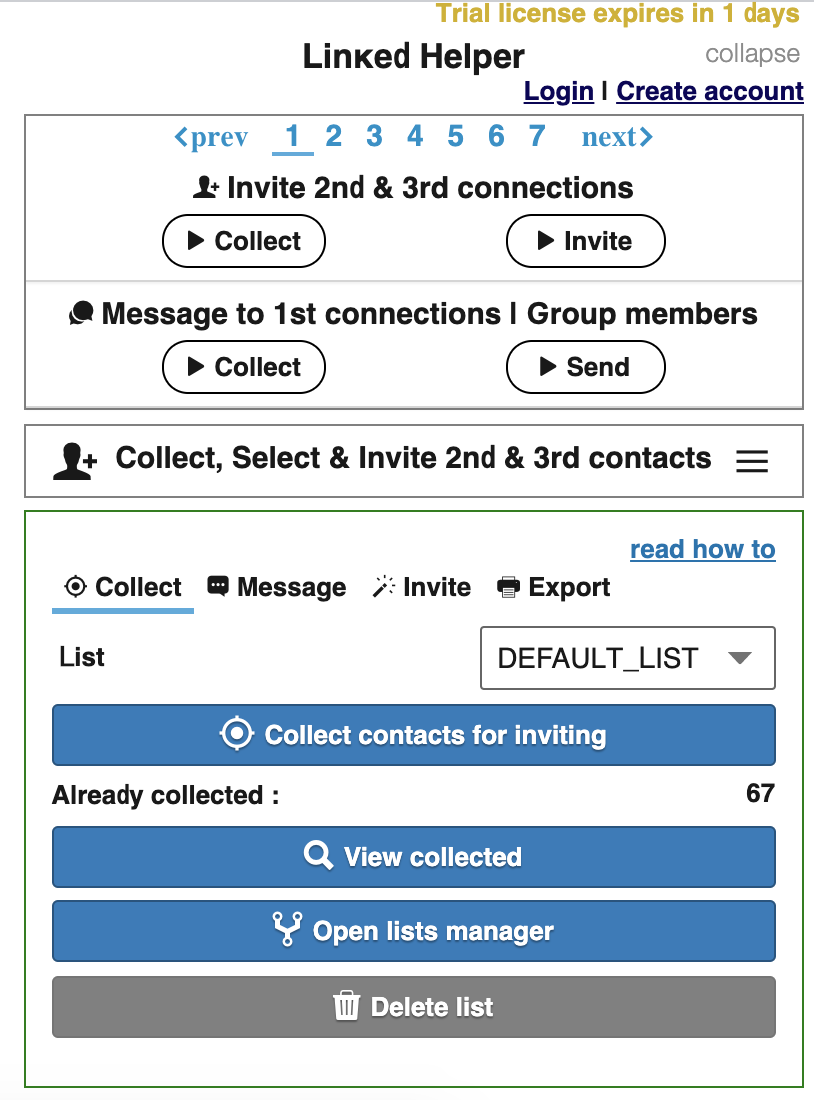 Trial license expires in 1 days
Linкed Helper
collapse
Login | Create account
prev 1 2 3 4 5 6 7 next
Invite 2nd & 3rd connections
Collect Invite
Message to 1st connections | Group members
Collect Send
Collect, Select & Invite 2nd & 3rd contacts
read how to
Collect Message Invite Export
List DEFAULT_LIST
Collect contacts for inviting
Already collected : 67
View collected
Open lists manager
Delete list